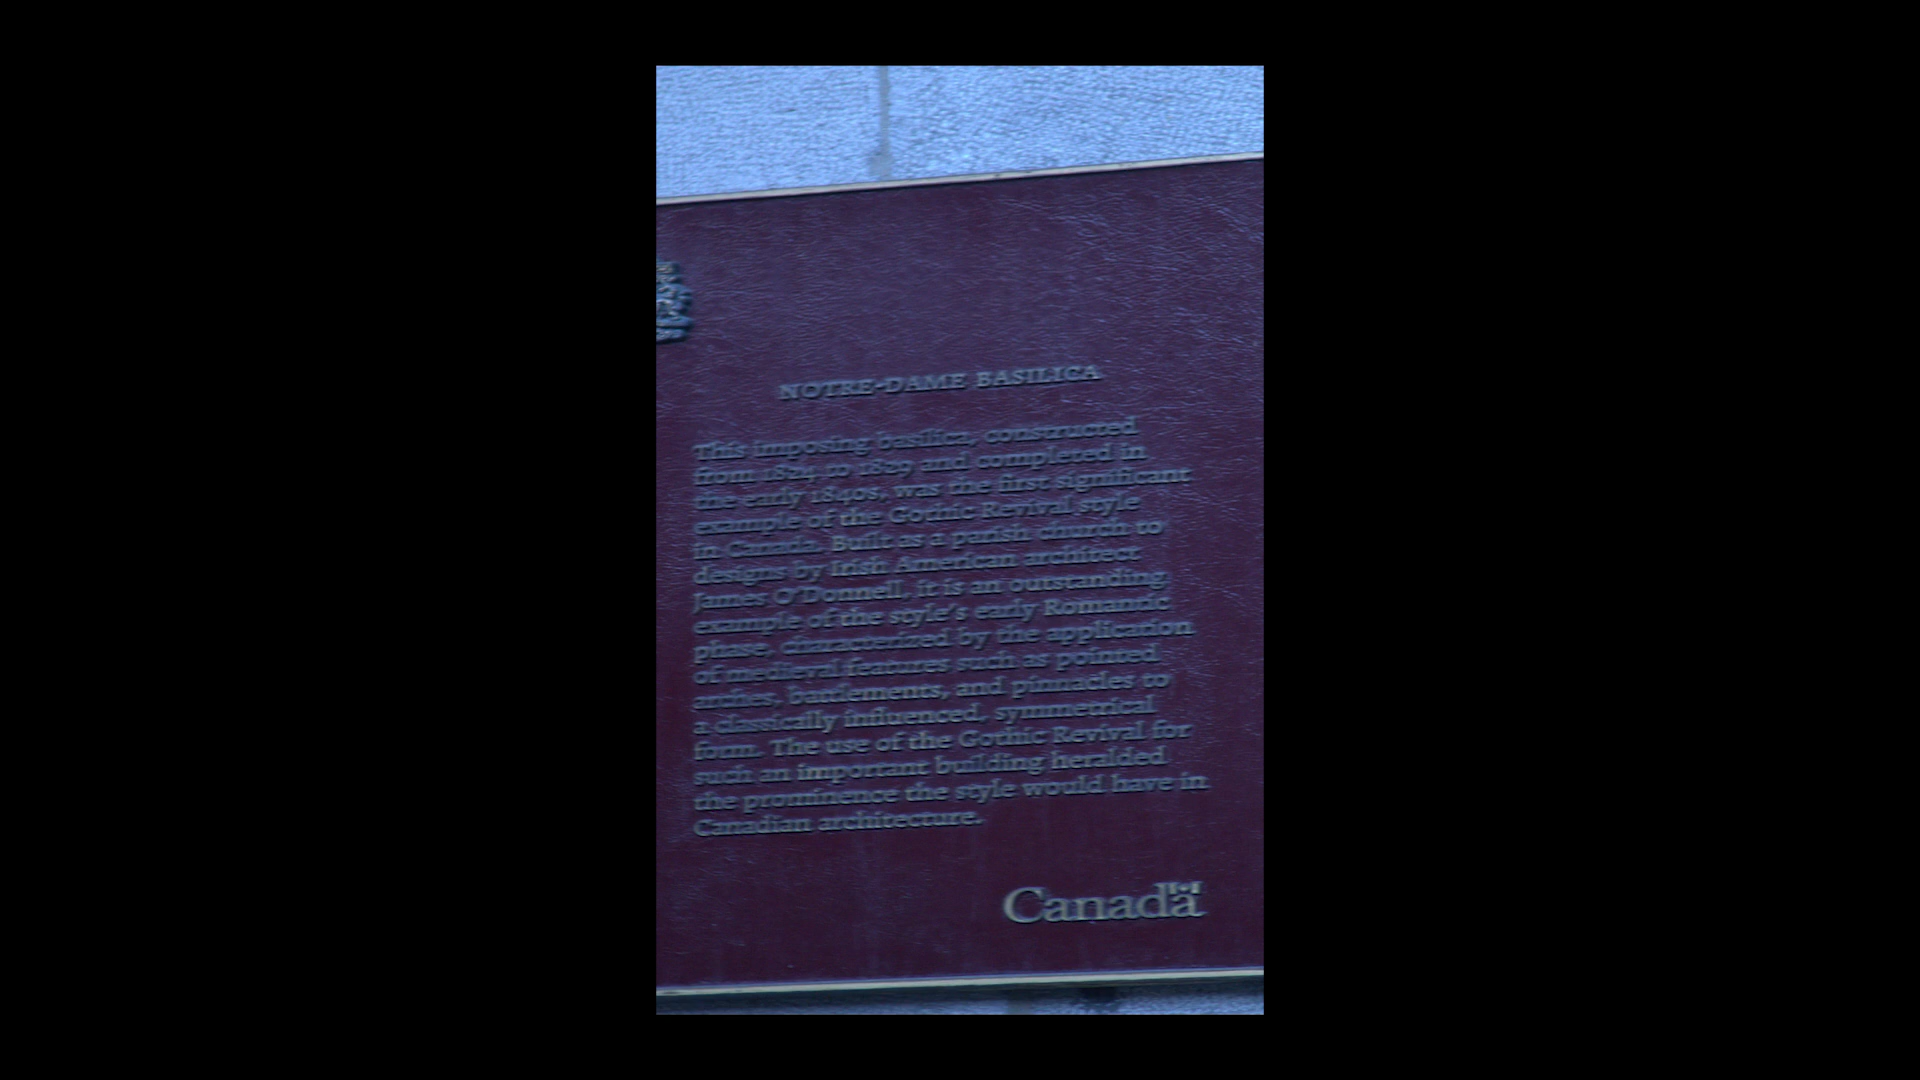 NOTRE-DAME BASILICA
This imposing basilica, constructed
from 1824 to 1829 and completed in
the early 1840s, was the first significant
example of the Gothic Revival style
in Canada. Built as a parish church to
designs by Irish American architect
James O'Donnell, it is an outstanding
example of the style's early Romantic
phase, characterized by the application
of medieval features such as pointed
arches, battlements, and pinnacles to
a classically influenced, symmetrical
form. The use of the Gothic Revival for
such an important building heralded
the prominence the style would have in
Canadian architecture.
Canada